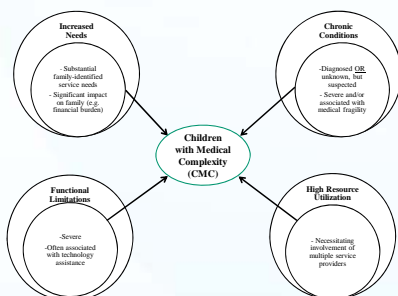 Increased
Needs
- Substantial
family-identified
service needs
- Significant impact
on family (e.g.
financial burden)
Chronic
Conditions
-Diagnosed OR
unknown, but
suspected
- Severe and/or
associated with
medical fragility
Children
with Medical
Complexity
(CMC)
Functional
Limitations
-Severe
-Often associated
with technology
assistance
High Resource
Utilization
- Necessitating
involvement of
multiple service
providers